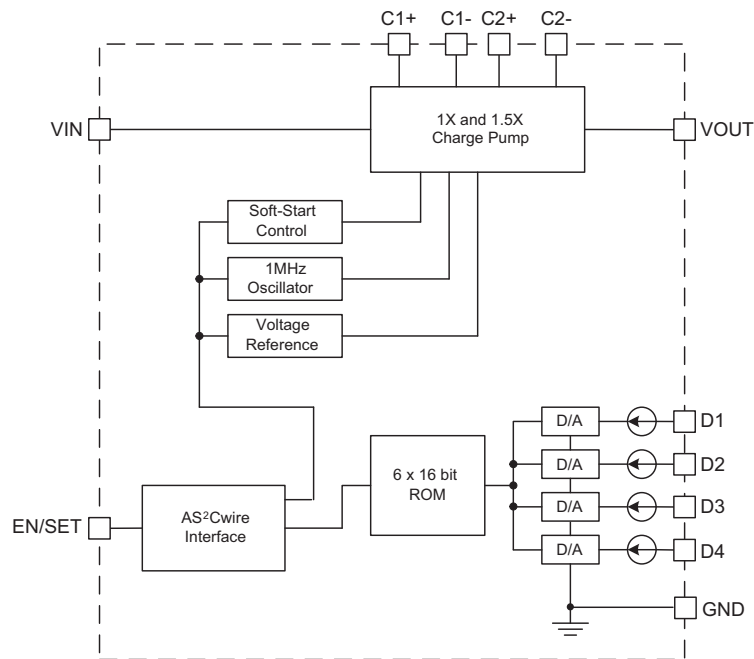 C1+ C1- C2+ C2-
VIN
1X and 1.5X
Charge Pump
VOUT
Soft-Start
Control
1MHz
Oscillator
Voltage
Reference
D/A
D1
D/A
D2
D/A
D3
D/A
D4
6 x 16 bit
ROM
EN/SET
AS²Cwire
Interface
GND